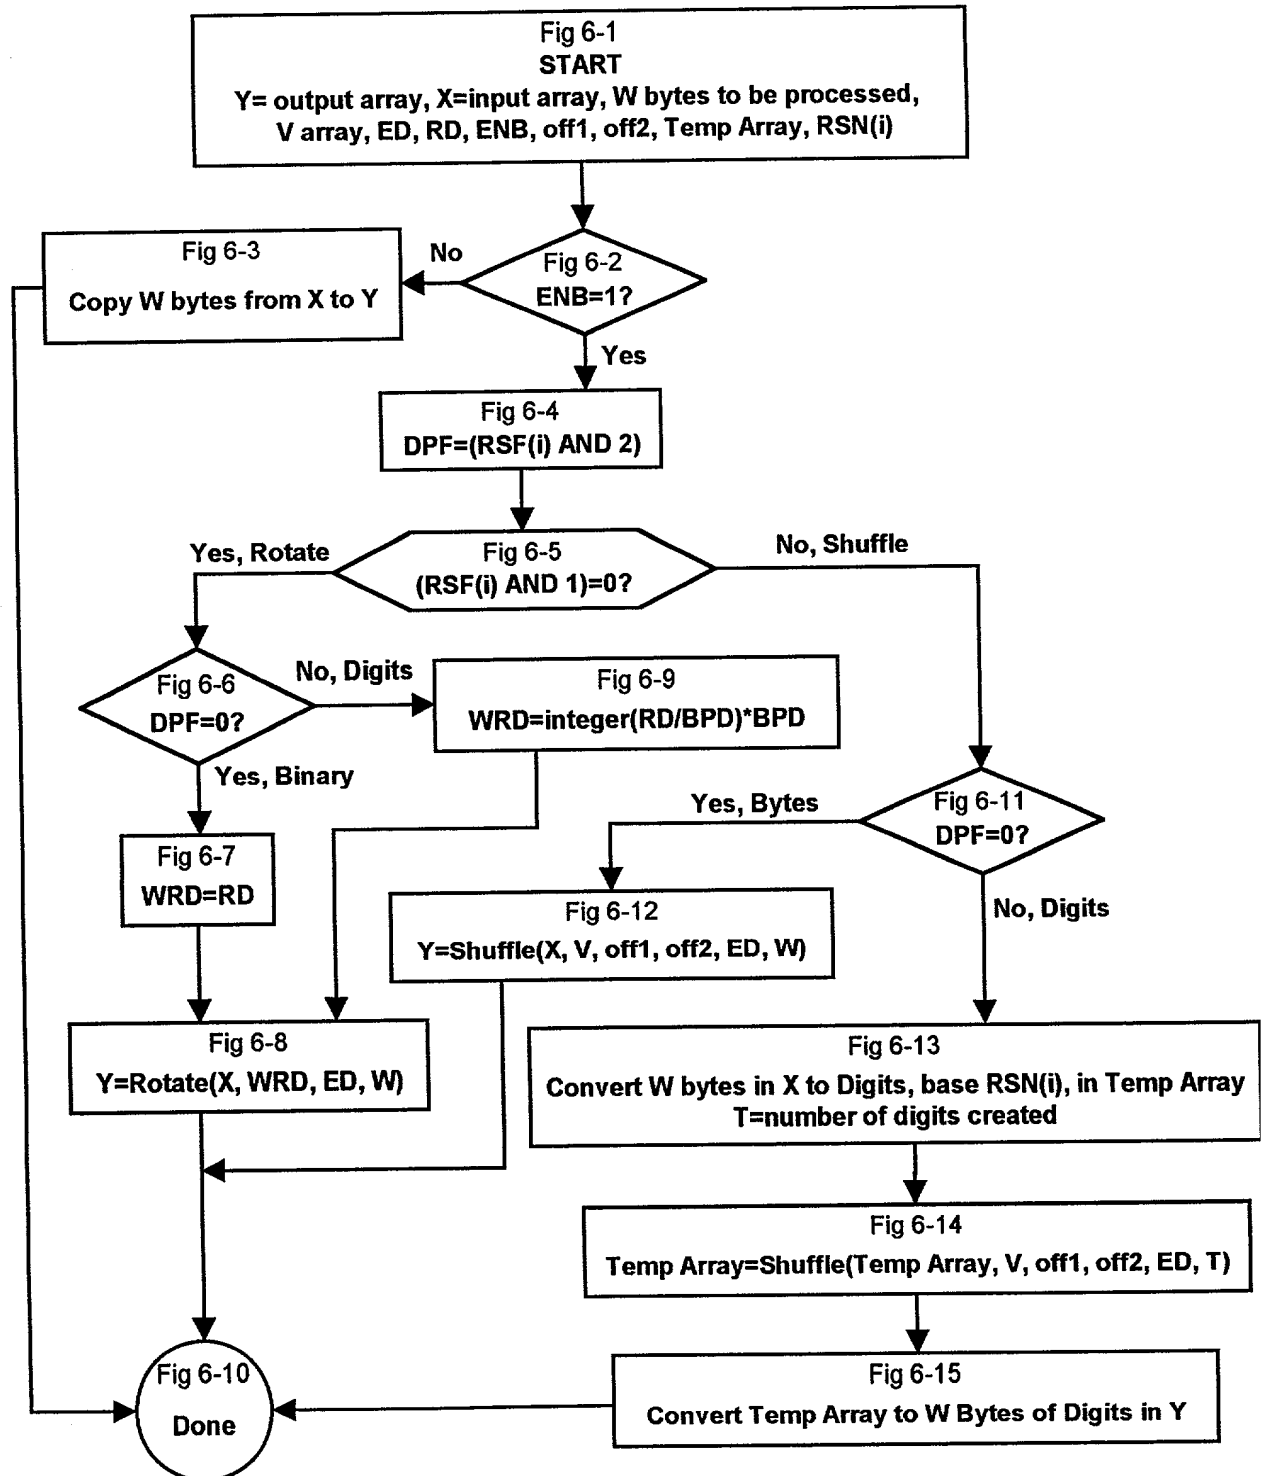 Fig 6-1
START
Y= output array, X=input array, W bytes to be processed,
V array, ED, RD, ENB, off1, off2, Temp Array, RSN(i)
Fig 6-2
ENB=1?
No
Fig 6-3
Copy W bytes from X to Y
Yes
Fig 6-4
DPF=(RSF(i) AND 2)
Fig 6-5
(RSF(i) AND 1)=0?
Yes, Rotate
No, Shuffle
Fig 6-6
DPF=0?
No, Digits
Fig 6-9
WRD=integer(RD/BPD)*BPD
Yes, Binary
Fig 6-7
WRD=RD
Fig 6-11
DPF=0?
Yes, Bytes
No, Digits
Fig 6-12
Y=Shuffle(X, V, off1, off2, ED, W)
Fig 6-8
Y=Rotate(X, WRD, ED, W)
Fig 6-13
Convert W bytes in X to Digits, base RSN(i), in Temp Array
T=number of digits created
Fig 6-14
Temp Array=Shuffle(Temp Array, V, off1, off2, ED, T)
Fig 6-15
Convert Temp Array to W Bytes of Digits in Y
Fig 6-10
Done